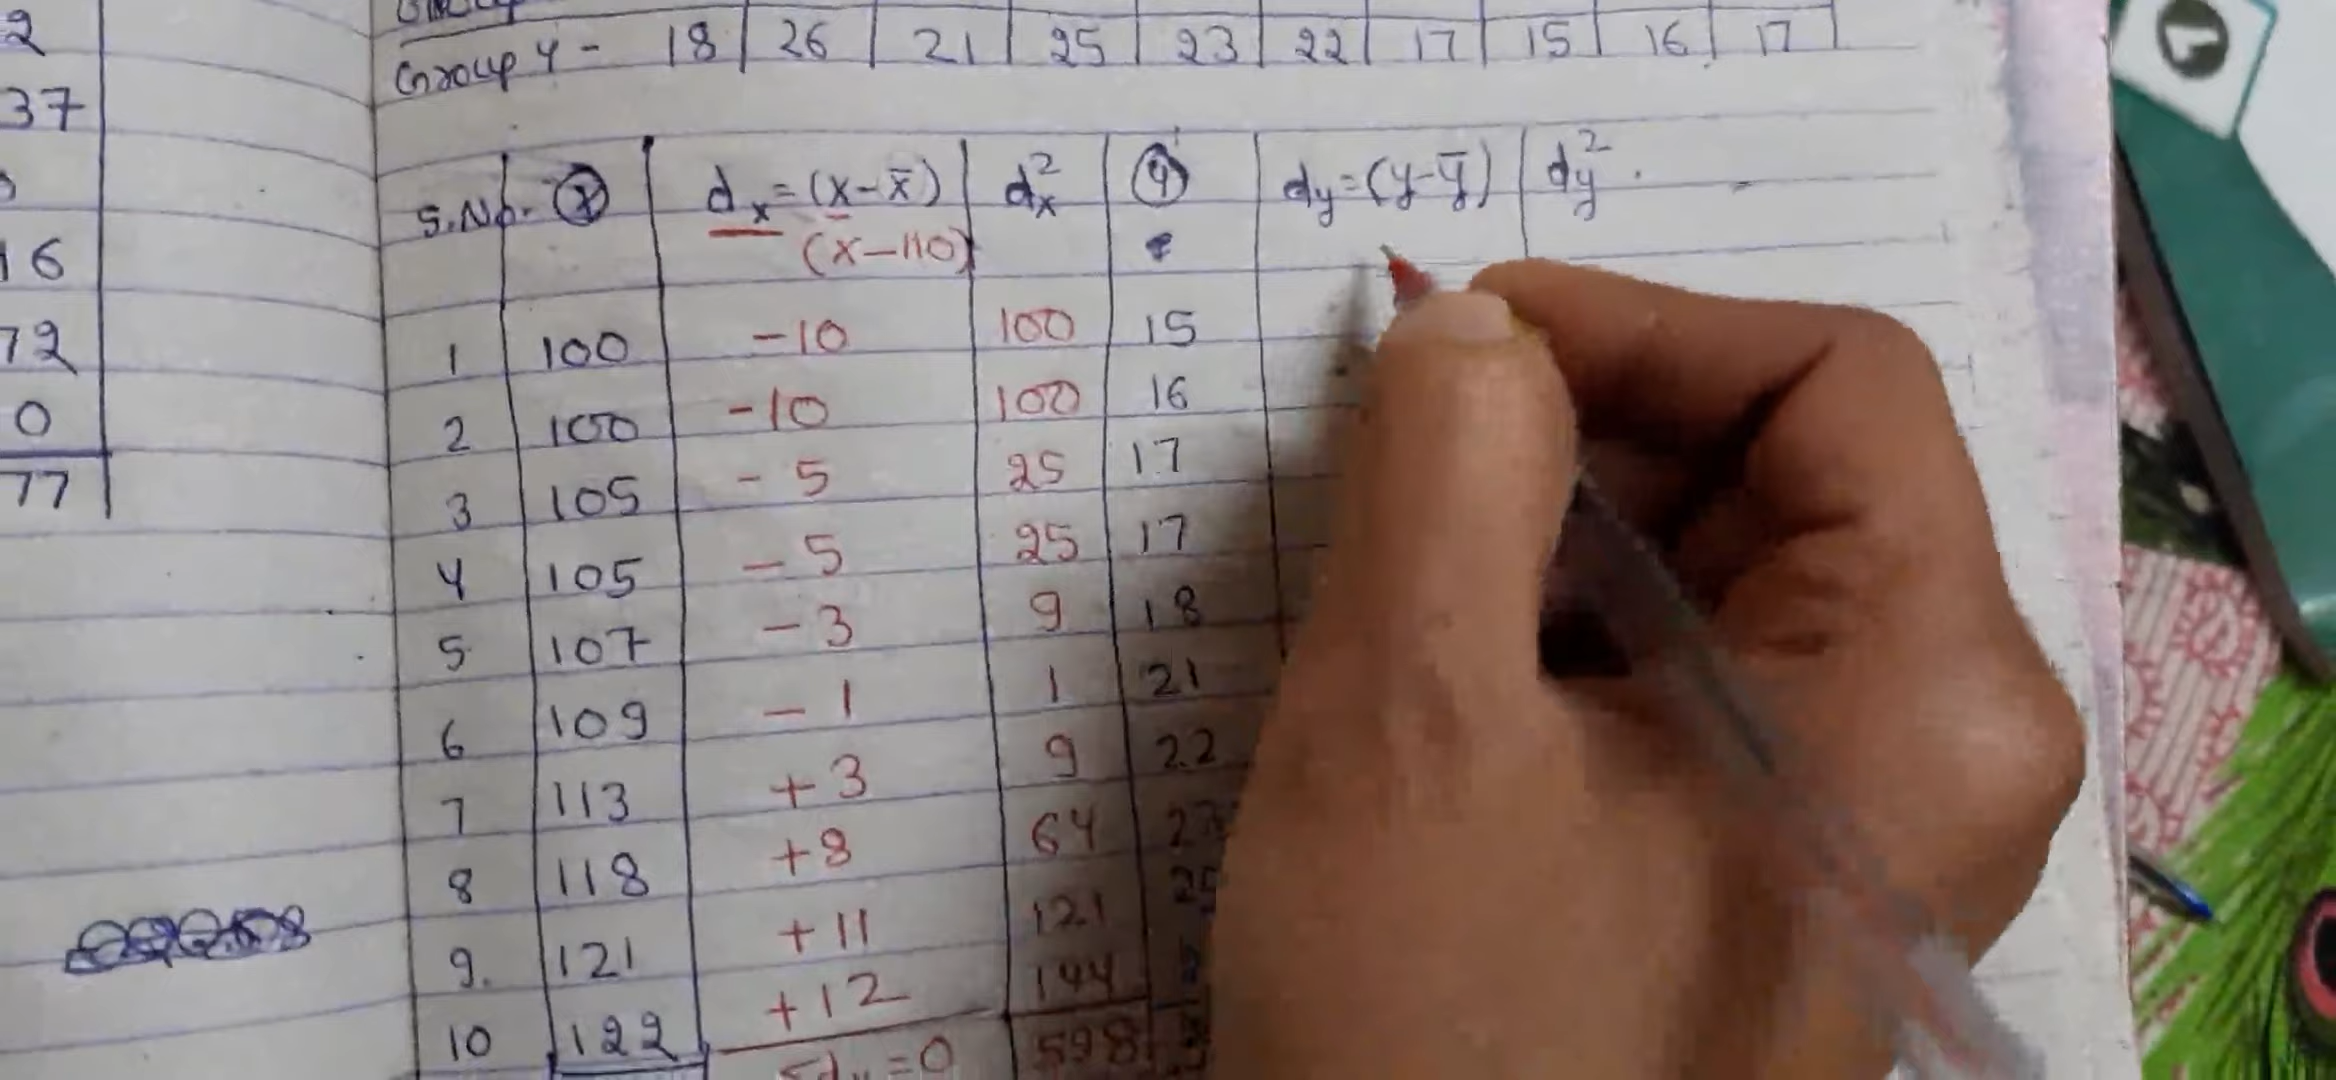 2
37
16
72
0
77
Group Y - 18 | 26 | 21 | 25 | 23 | 22 | 17 | 15 | 16 | 17
S.No. X dx = (x-x̄) dx² Y dy = (y-ȳ) dy²
(x-110)
1 100 -10 100 15
2 100 -10 100 16
3 105 -5 25 17
4 105 -5 25 17
5 107 -3 9 18
6 109 -1 1 21
7 113 +3 9 22
8 118 +8 64
9. 121 +11 121 25
10 122 +12 144
=0 598